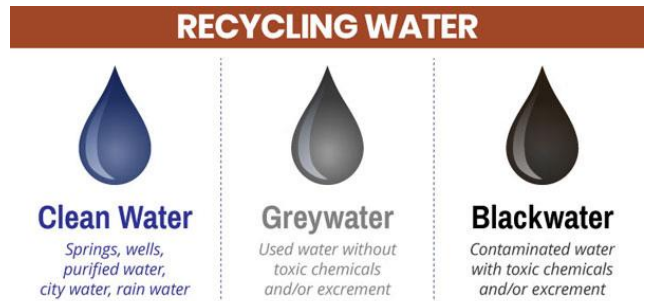 RECYCLING WATER
Clean Water
Springs, wells,
purified water,
city water, rain water
Greywater
Used water without
toxic chemicals
and/or excrement
Blackwater
Contaminated water
with toxic chemicals
and/or excrement